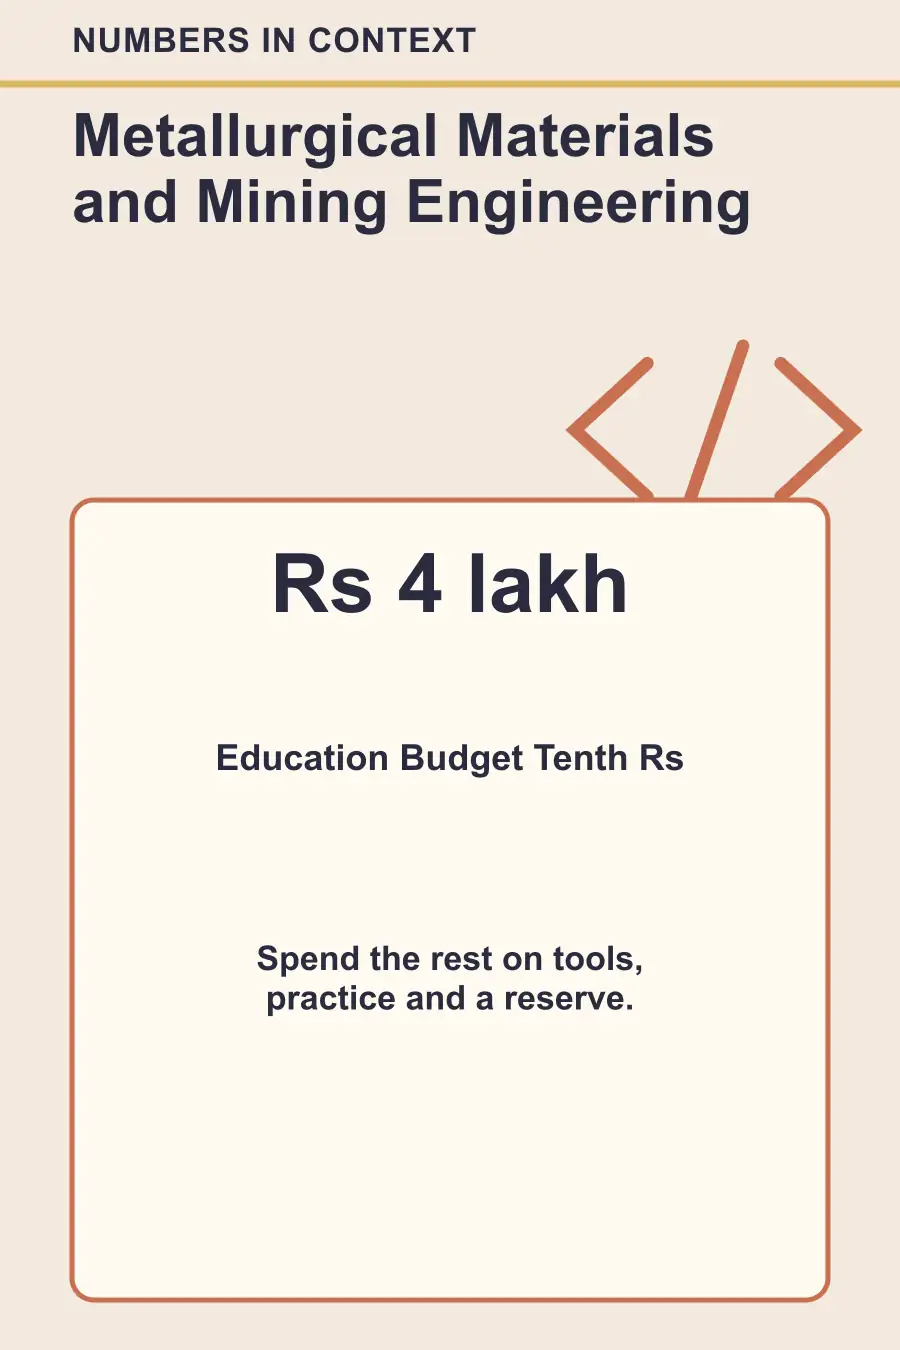 NUMBERS IN CONTEXT
Metallurgical Materials
and Mining Engineering
Rs 4 lakh
Education Budget Tenth Rs
Spend the rest on tools,
practice and a reserve.